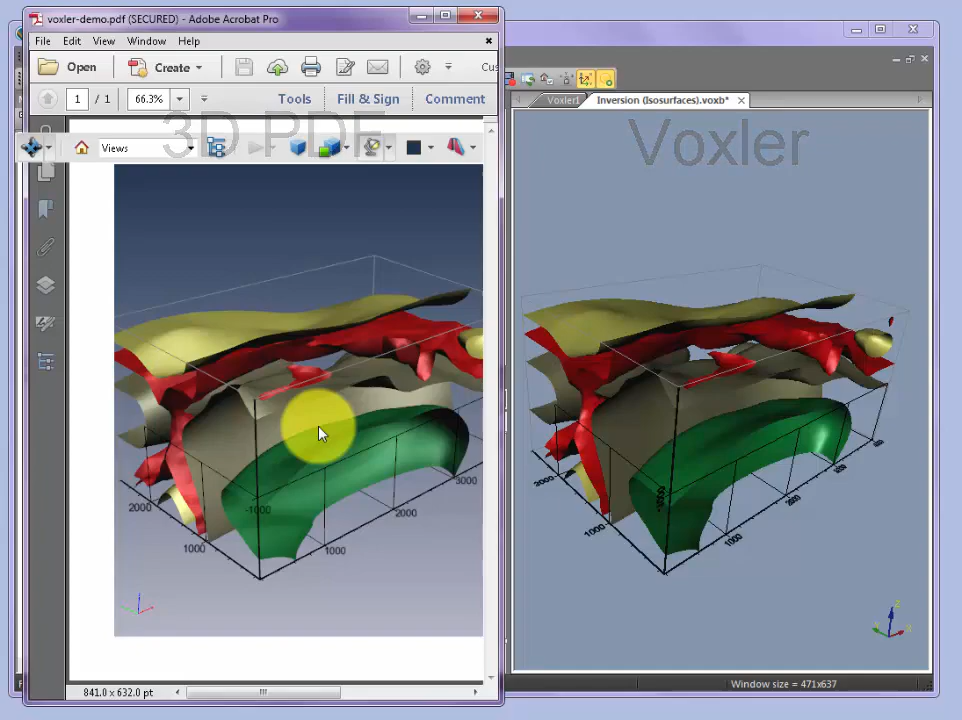 voxler-demo.pdf (SECURED) - Adobe Acrobat Pro
File Edit View Window Help
Open Create Cus
1 / 1 66.3% Tools Fill & Sign Comment
3D PDF
Views
2000
1000
-1000
1000
2000
3000
841.0 x 632.0 pt
Voxler1 Inversion (Isosurfaces).voxb*
Voxler
2000
1000
-1000
1000
2000
Z
Window size = 471x637